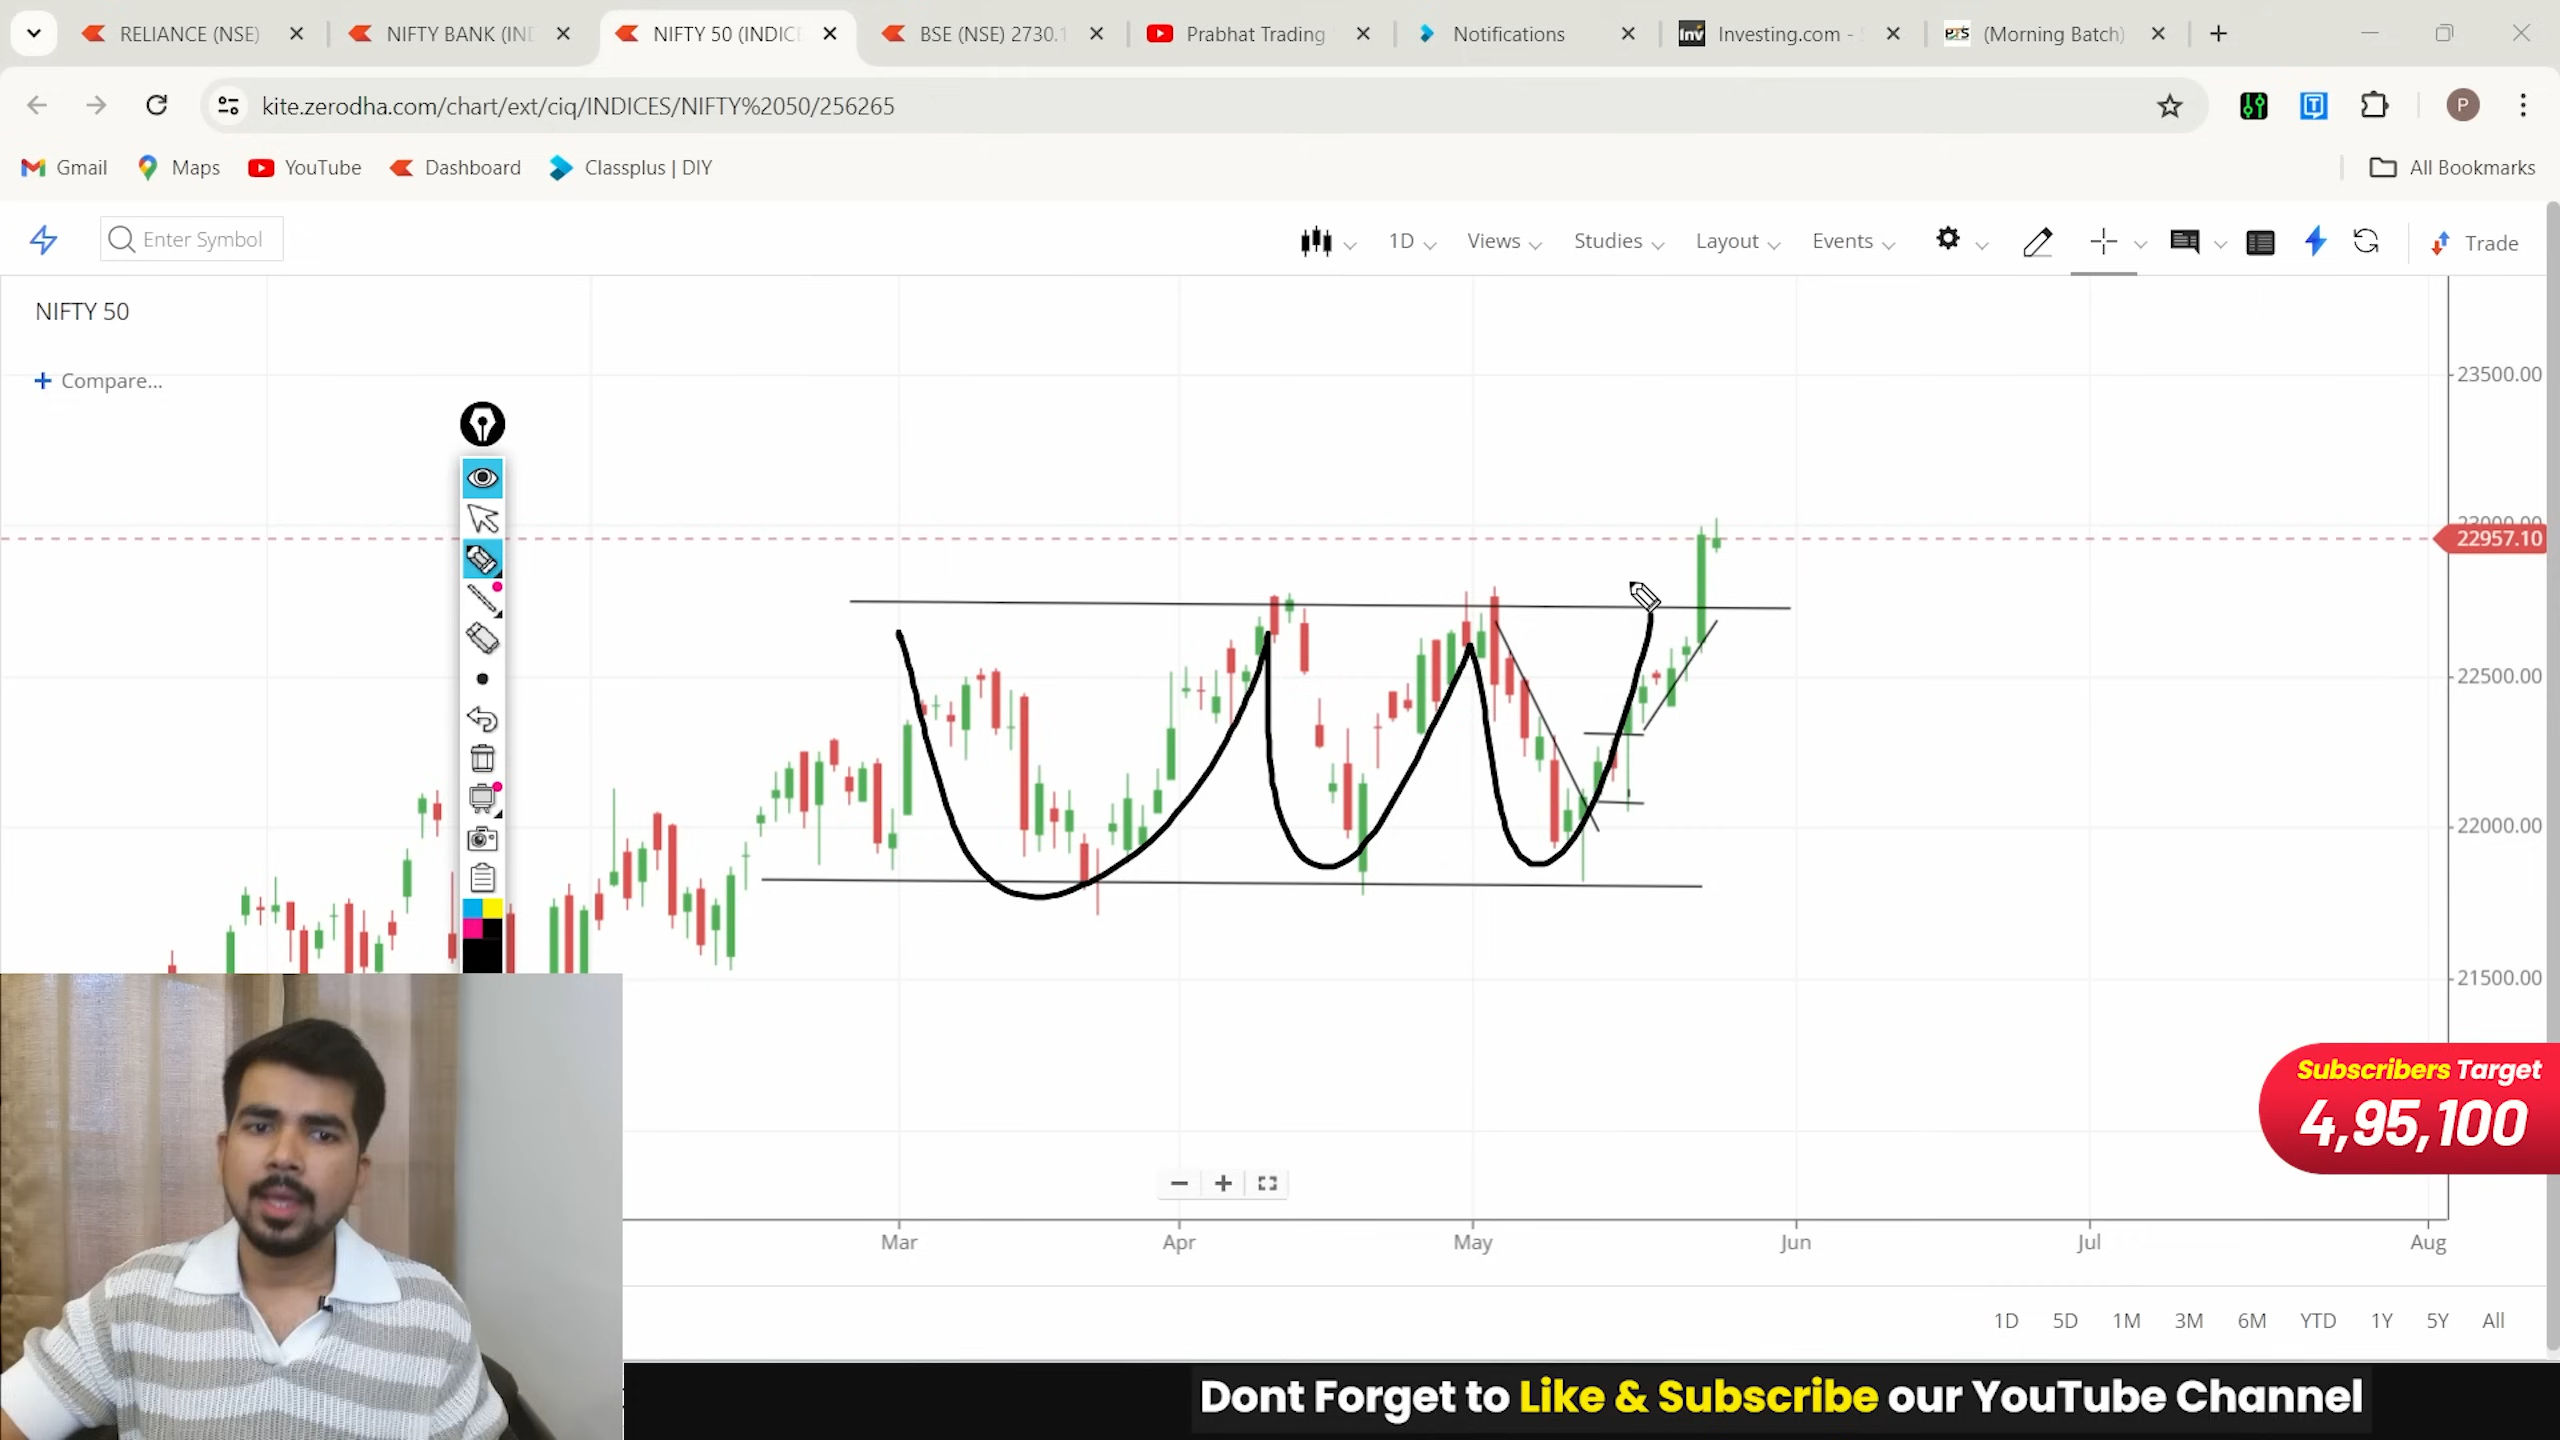 RELIANCE (NSE)
NIFTY BANK (IND
NIFTY 50 (INDIC
BSE (NSE) 2730.1
Prabhat Trading
Notifications
Investing.com -
PTS
(Morning Batch)
kite.zerodha.com/chart/ext/ciq/INDICES/NIFTY%2050/256265
P
Gmail
Maps
YouTube
Dashboard
Classplus | DIY
All Bookmarks
Enter Symbol
1D
Views
Studies
Layout
Events
Trade
NIFTY 50
Compare...
23500.00
23000.00
22957.10
22500.00
22000.00
21500.00
Subscribers Target
4,95,100
Mar
Apr
May
Jun
Jul
Aug
1D 5D 1M 3M 6M YTD 1Y 5Y All
Dont Forget to Like & Subscribe our YouTube Channel